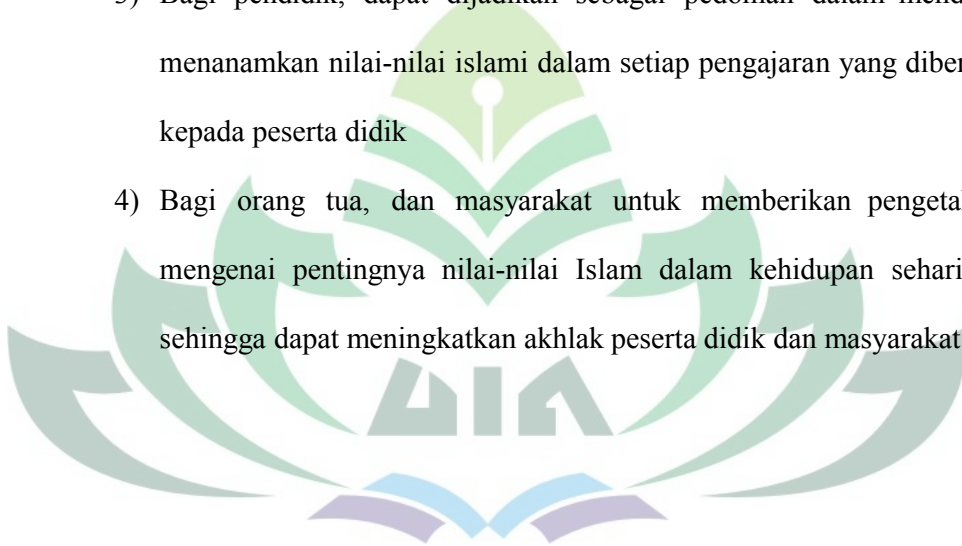 3) Bagi pendidik, dapat dijadikan sebagai pedoman dalam mend
menanamkan nilai-nilai islami dalam setiap pengajaran yang diber
kepada peserta didik
4) Bagi orang tua, dan masyarakat untuk memberikan pengeta
mengenai pentingnya nilai-nilai Islam dalam kehidupan sehari
sehingga dapat meningkatkan akhlak peserta didik dan masyarakat
UIN